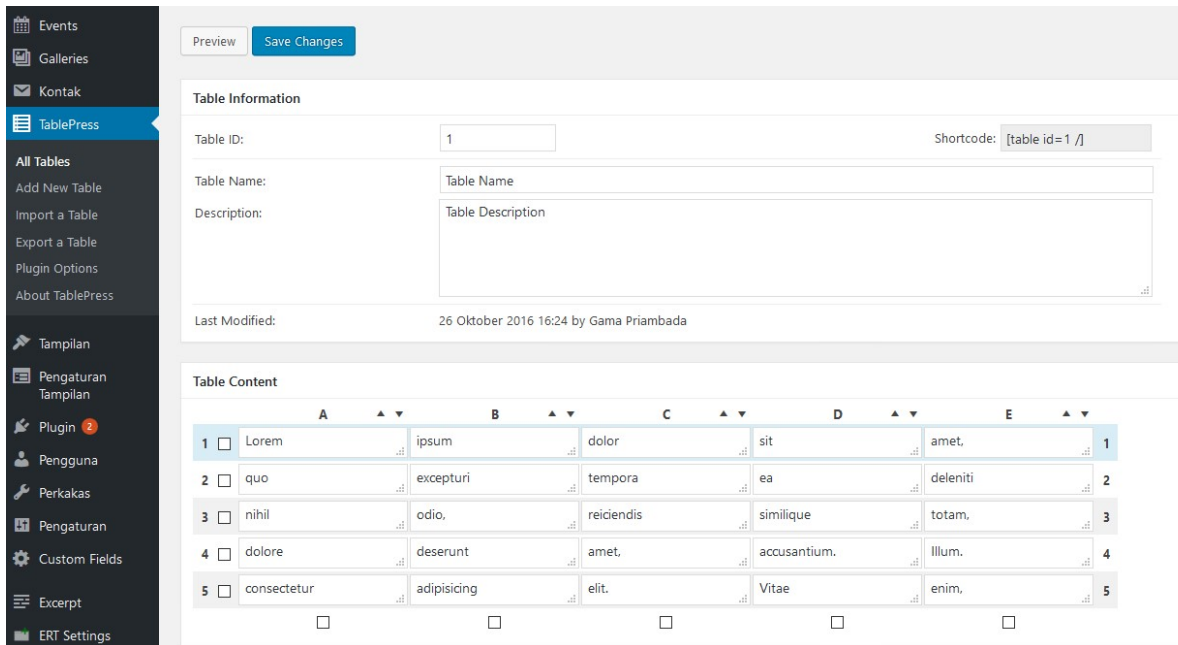 Events
Galleries
Kontak
TablePress
All Tables
Add New Table
Import a Table
Export a Table
Plugin Options
About TablePress
Tampilan
Pengaturan
Tampilan
Plugin 2
Pengguna
Perkakas
Pengaturan
Custom Fields
Excerpt
ERT Settings
Preview Save Changes
Table Information
Table ID: 1 Shortcode: [table id=1 /]
Table Name: Table Name
Description: Table Description
Last Modified: 26 Oktober 2016 16:24 by Gama Priambada
Table Content
A B C D E
1 Lorem ipsum dolor sit amet, 1
2 quo excepturi tempora ea deleniti 2
3 nihil odio, reiciendis similique totam, 3
4 dolore deserunt amet, accusantium. Illum. 4
5 consectetur adipisicing elit. Vitae enim, 5